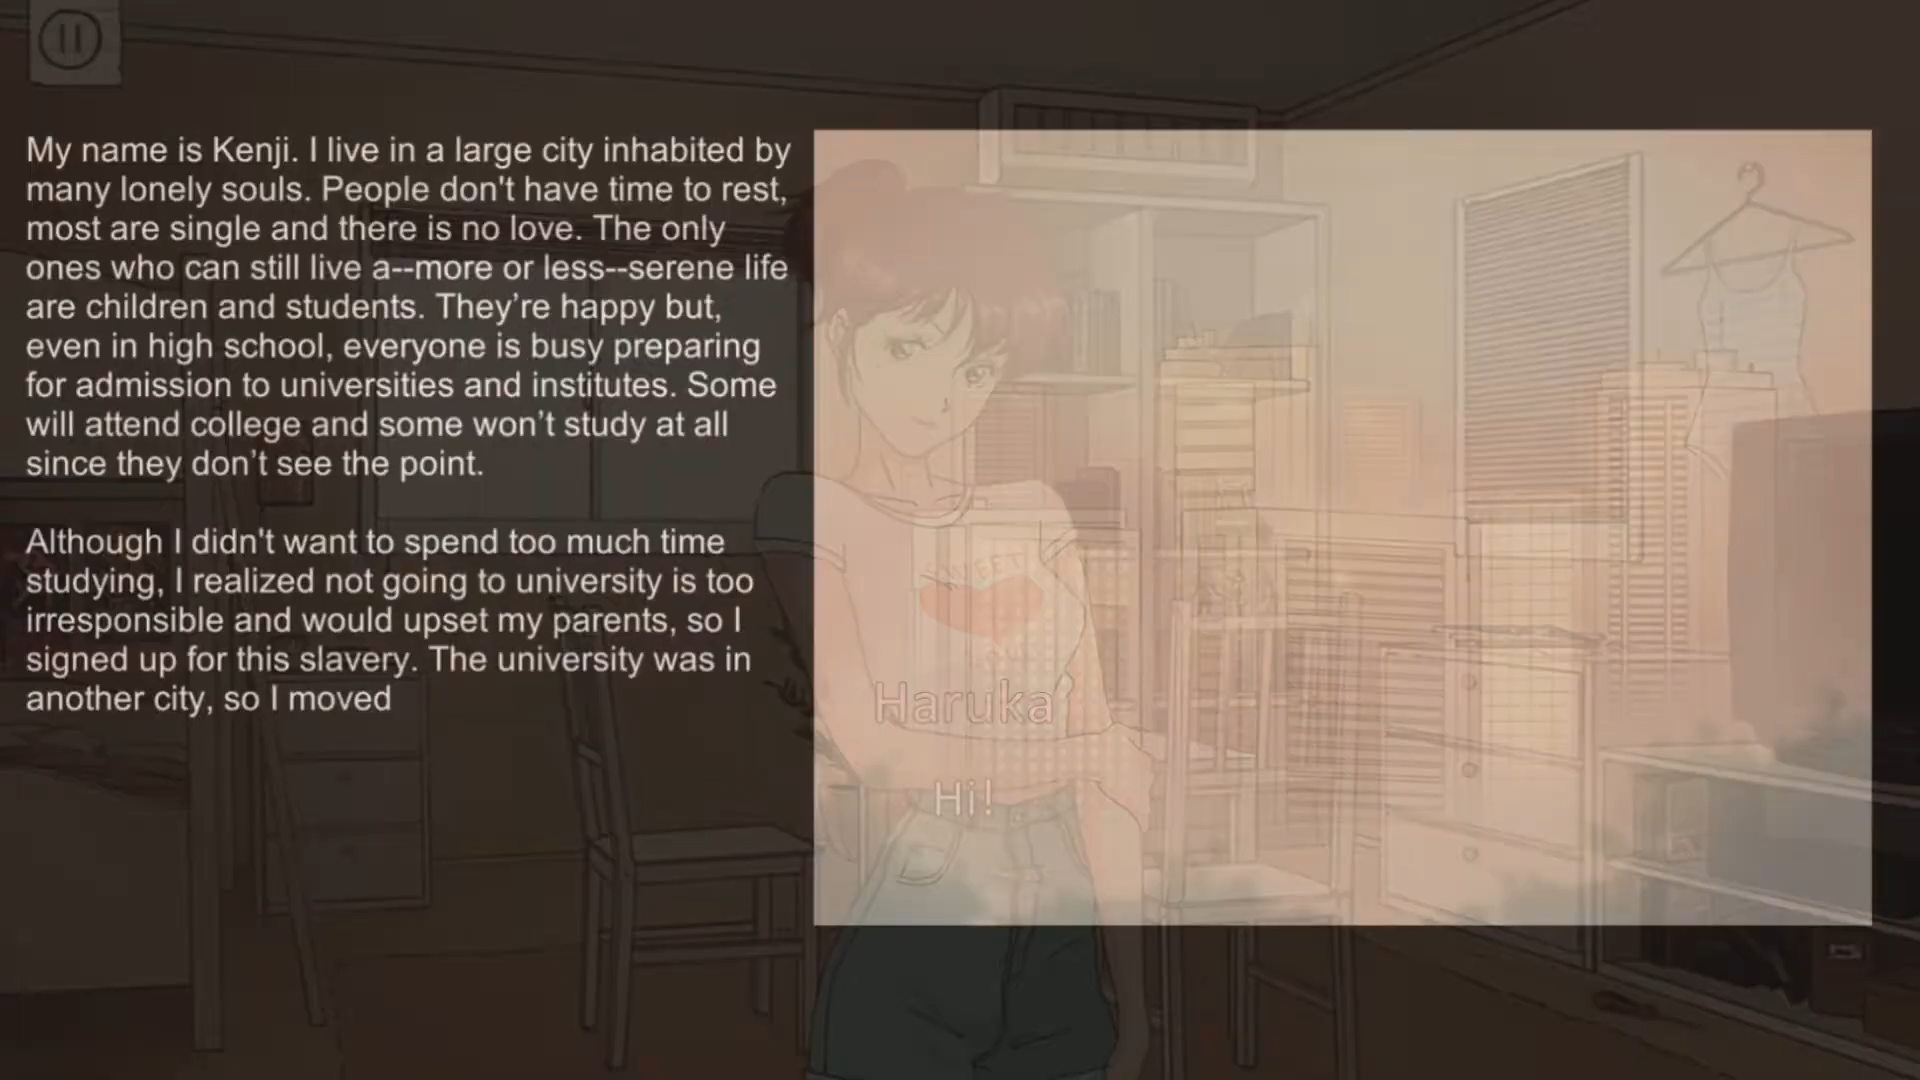 My name is Kenji. I live in a large city inhabited by
many lonely souls. People don't have time to rest,
most are single and there is no love. The only
ones who can still live a--more or less--serene life
are children and students. They’re happy but,
even in high school, everyone is busy preparing
for admission to universities and institutes. Some
will attend college and some won’t study at all
since they don’t see the point.
Although I didn't want to spend too much time
studying, I realized not going to university is too
irresponsible and would upset my parents, so I
signed up for this slavery. The university was in
another city, so I moved
SWEET
Haruka
Hi!